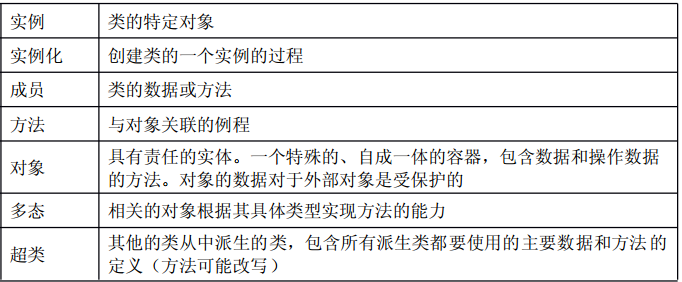 实例 类的特定对象
实例化 创建类的一个实例的过程
成员 类的数据或方法
方法 与对象关联的例程
对象 具有责任的实体。一个特殊的、自成一体的容器，包含数据和操作数据
的方法。对象的数据对于外部对象是受保护的
多态 相关的对象根据其具体类型实现方法的能力
超类 其他的类从中派生的类，包含所有派生类都要使用的主要数据和方法的
定义（方法可能改写）